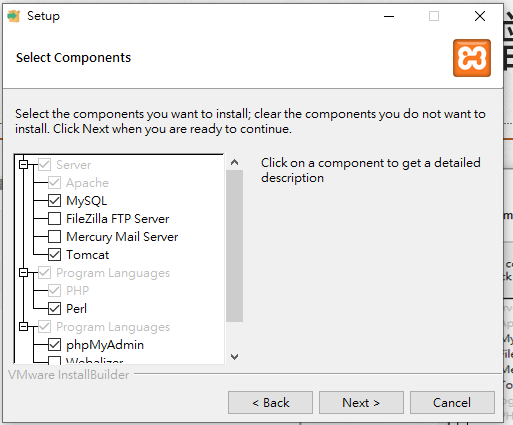 Setup
Select Components
Select the components you want to install; clear the components you do not want to
install. Click Next when you are ready to continue.
Server
Apache
MySQL
FileZilla FTP Server
Mercury Mail Server
Tomcat
Program Languages
PHP
Perl
Program Languages
phpMyAdmin
Webalizer
Click on a component to get a detailed
description
VMware InstallBuilder
< Back
Next >
Cancel